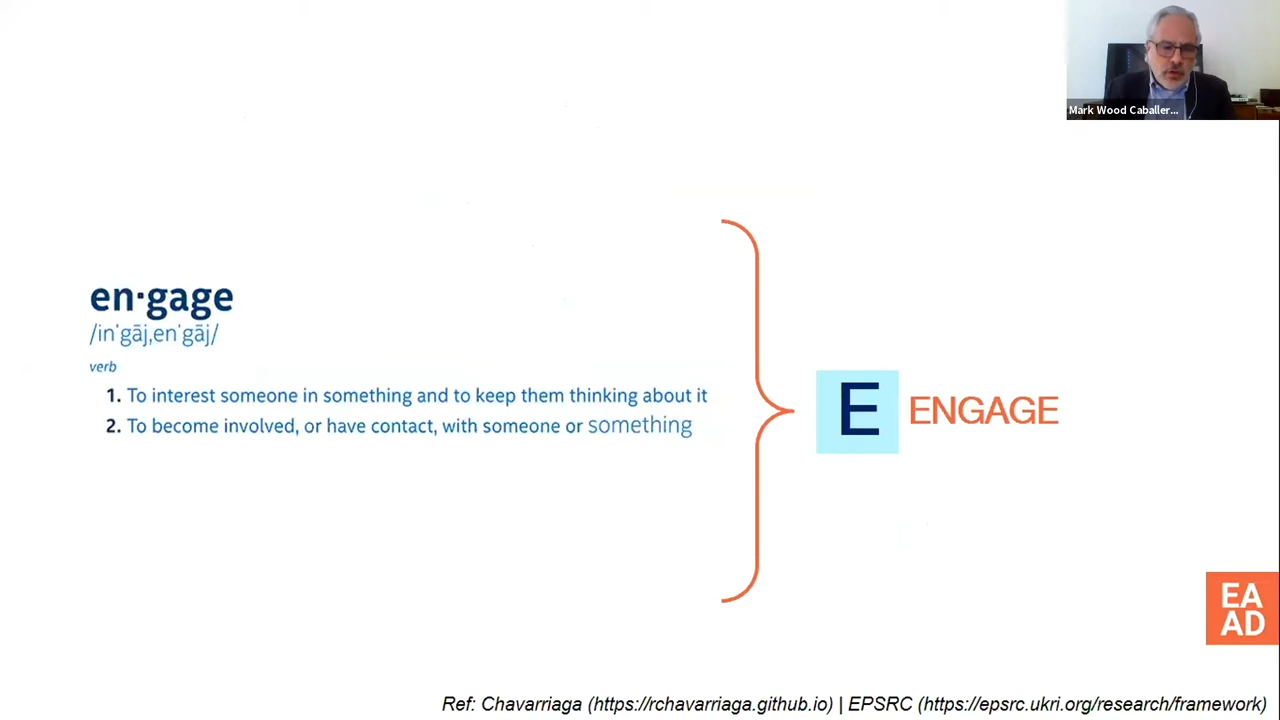 Mark Wood Caballer...
en·gage
/inˈgāj,enˈgāj/
verb
1. To interest someone in something and to keep them thinking about it
2. To become involved, or have contact, with someone or something
E ENGAGE
EA
AD
Ref: Chavarriaga (https://rchavarriaga.github.io) | EPSRC (https://epsrc.ukri.org/research/framework)